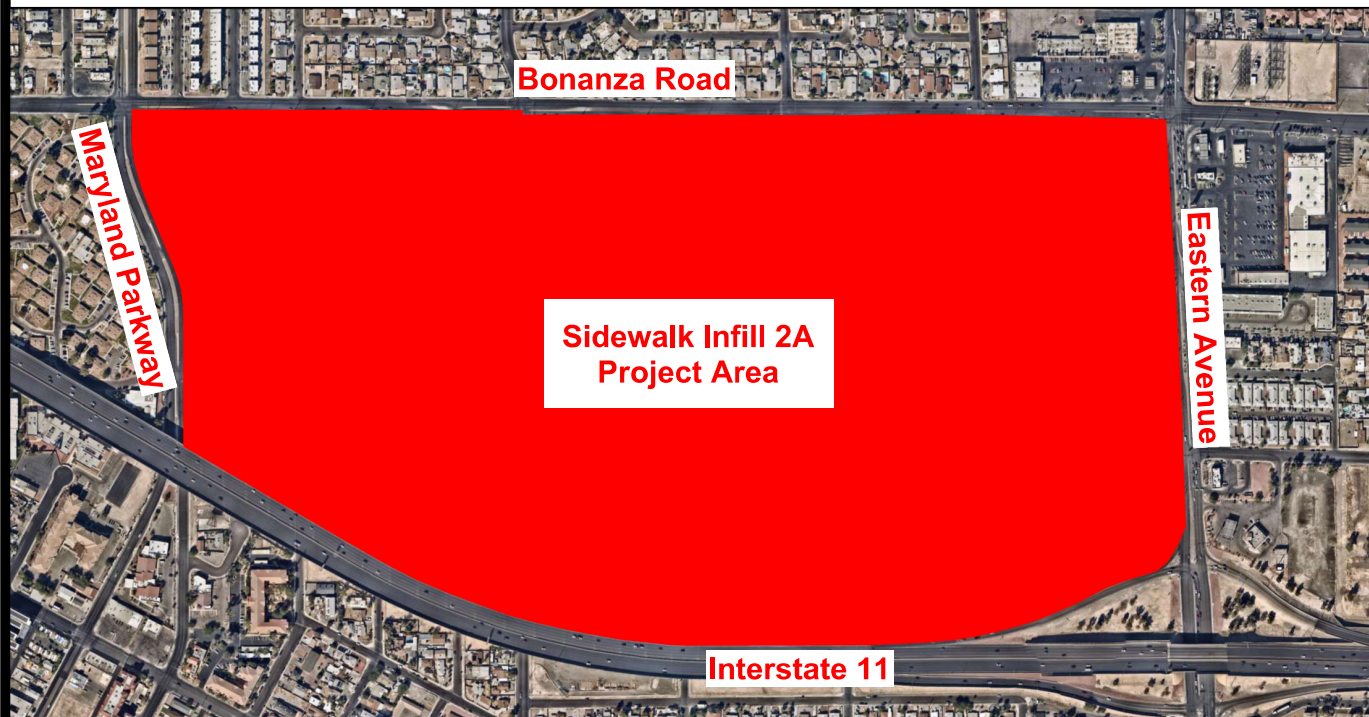 Bonanza Road
Maryland Parkway
Eastern Avenue
Sidewalk Infill 2A
Project Area
Interstate 11